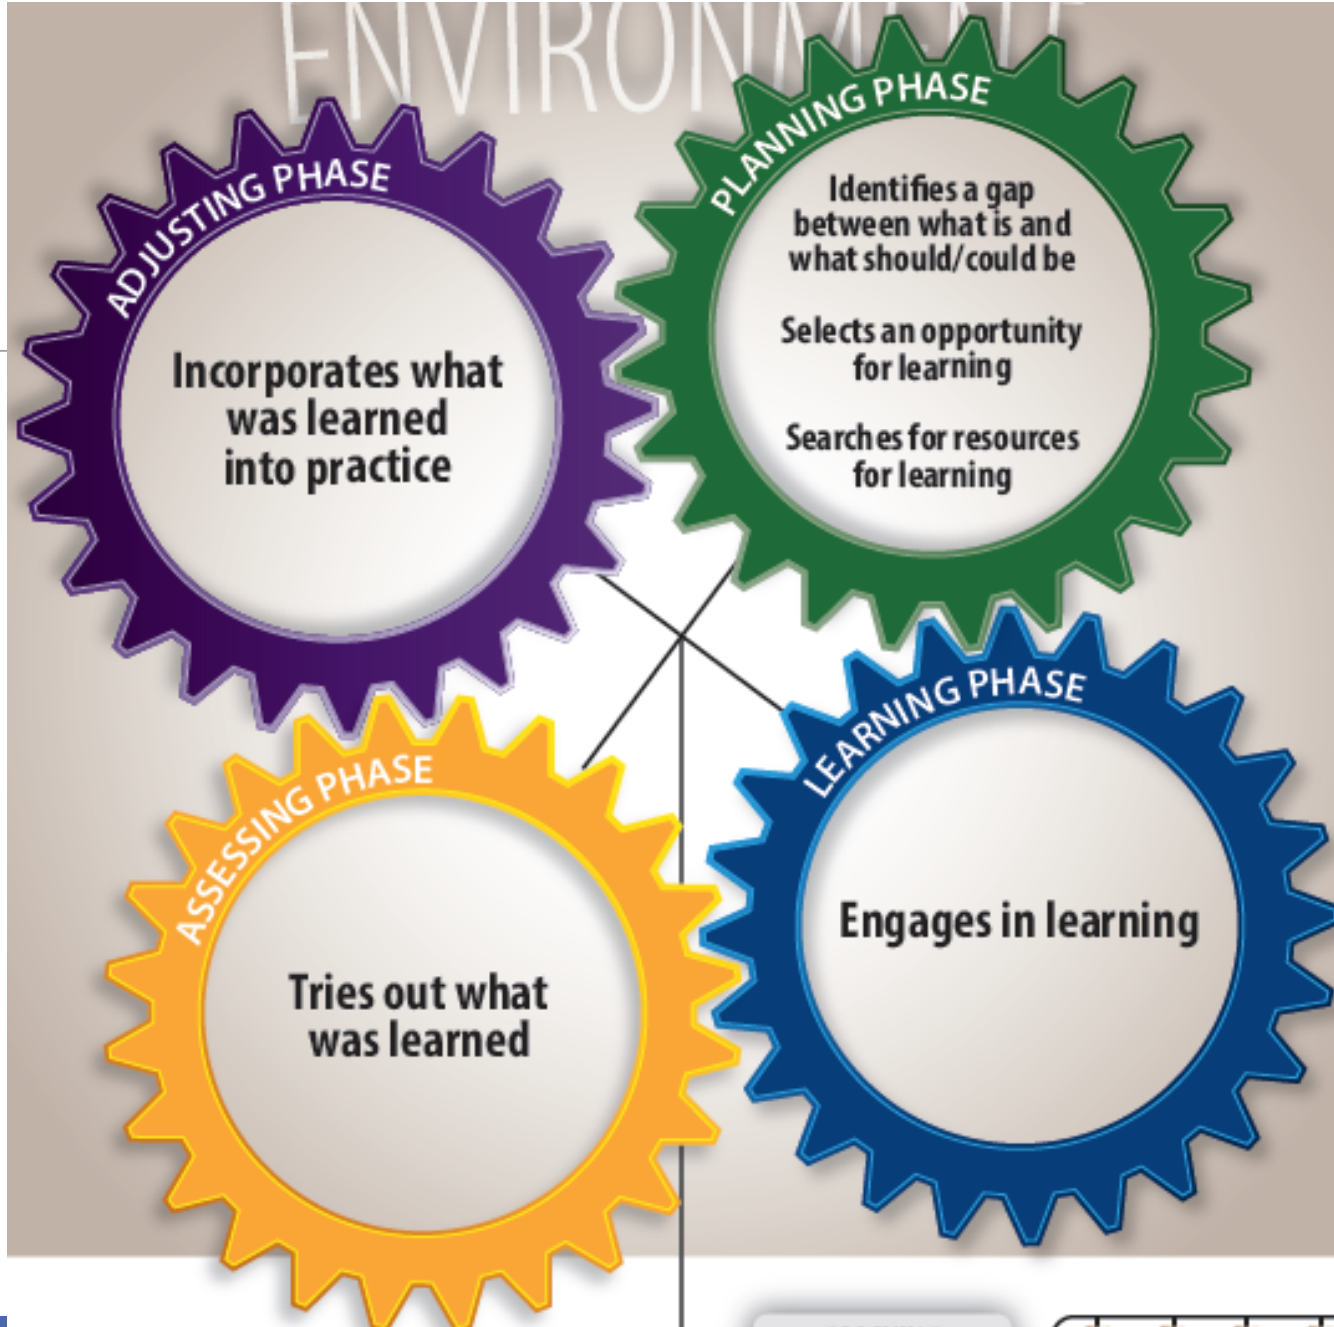 ENVIRONMENT
ADJUSTING PHASE
Incorporates what
was learned
into practice
PLANNING PHASE
Identifies a gap
between what is and
what should/could be
Selects an opportunity
for learning
Searches for resources
for learning
LEARNING PHASE
Engages in learning
ASSESSING PHASE
Tries out what
was learned